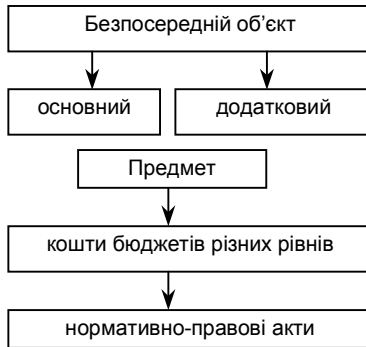 Безпосередній об’єкт
основний
додатковий
Предмет
кошти бюджетів різних рівнів
нормативно-правові акти